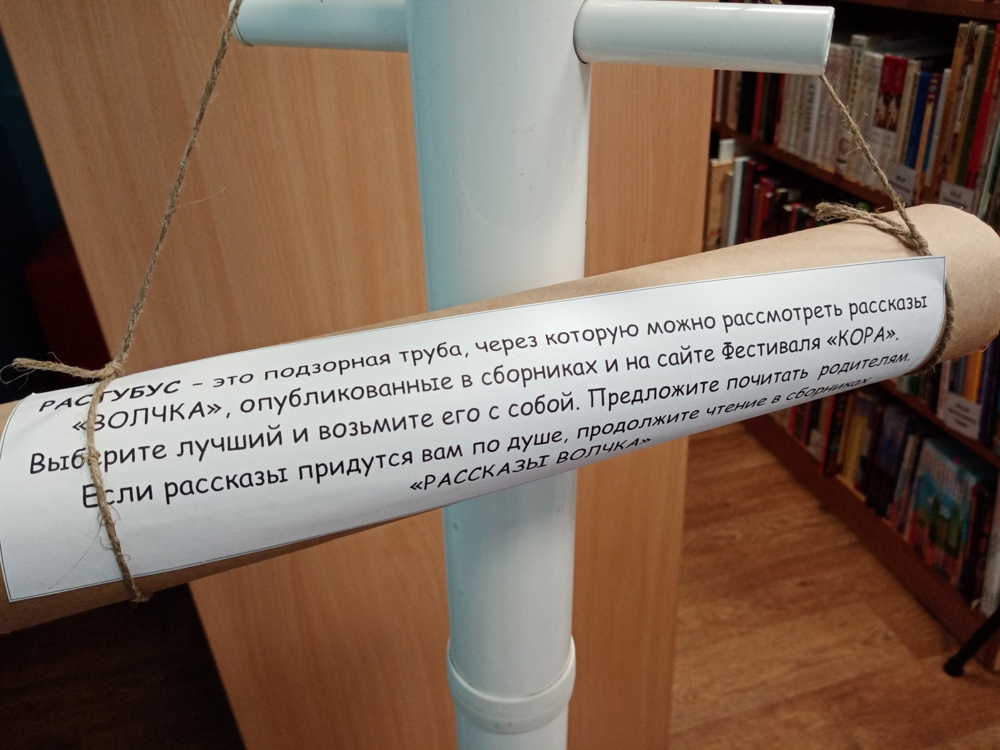 РАСТУБУС – это подзорная труба, через которую можно рассмотреть рассказы
«ВОЛЧКА», опубликованные в сборниках и на сайте Фестиваля «КОРА».
Выберите лучший и возьмите его с собой. Предложите почитать родителям.
Если рассказы придутся вам по душе, продолжите чтение в сборниках
«РАССКАЗЫ ВОЛЧКА»